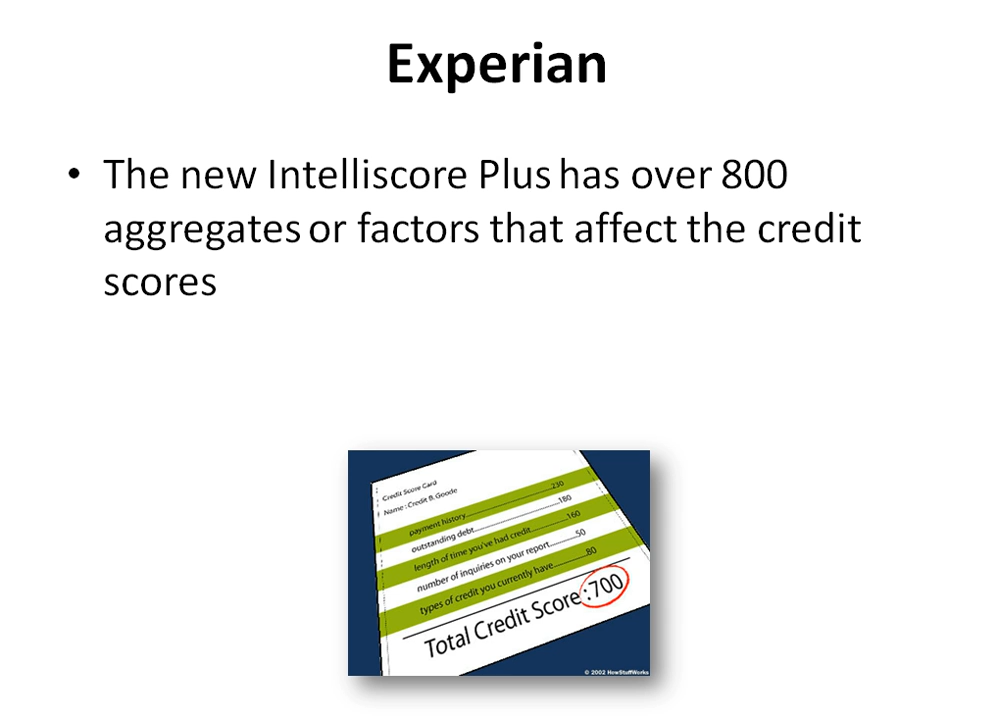 Experian
• The new Intelliscore Plus has over 800
aggregates or factors that affect the credit
scores
Credit Score Card
Name : Credit B. Goode
payment history....................230
outstanding debt....................180
length of time you've had credit............160
number of inquiries on your report............50
types of credit you currently have............80
Total Credit Score :700
© 2002 HowStuffWorks